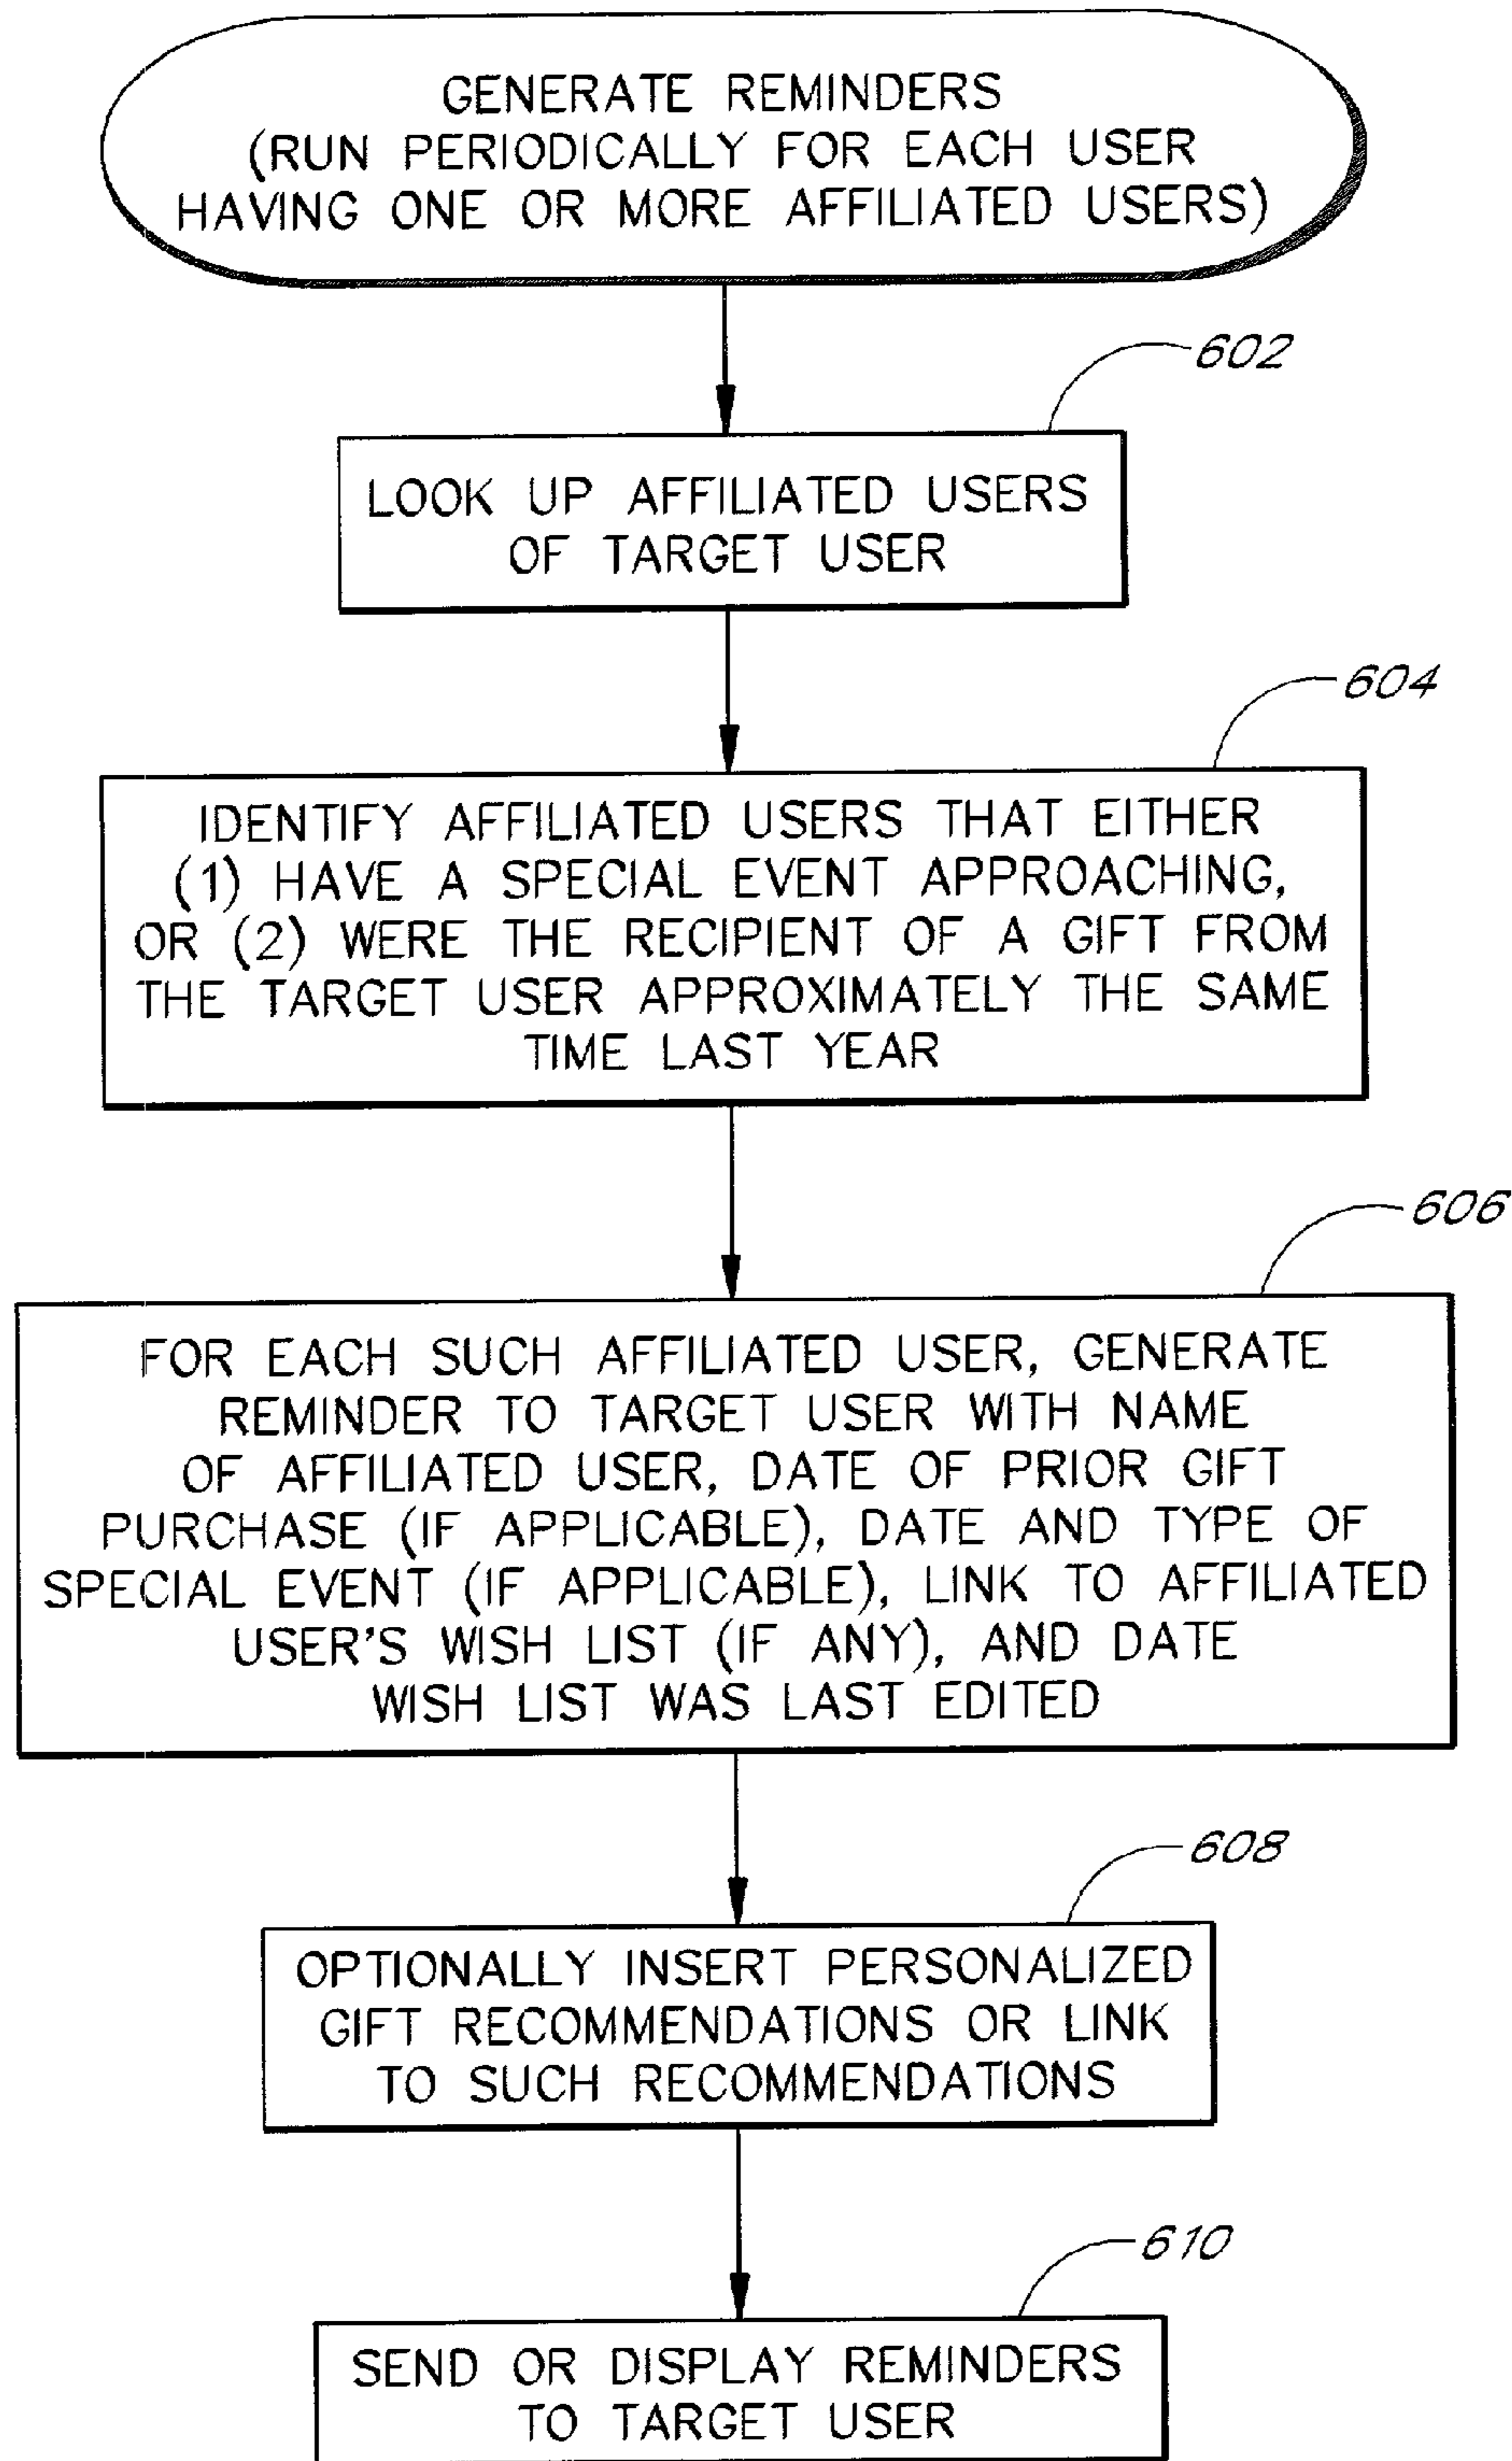 GENERATE REMINDERS
(RUN PERIODICALLY FOR EACH USER
HAVING ONE OR MORE AFFILIATED USERS)
602
LOOK UP AFFILIATED USERS
OF TARGET USER
604
IDENTIFY AFFILIATED USERS THAT EITHER
(1) HAVE A SPECIAL EVENT APPROACHING,
OR (2) WERE THE RECIPIENT OF A GIFT FROM
THE TARGET USER APPROXIMATELY THE SAME
TIME LAST YEAR
606
FOR EACH SUCH AFFILIATED USER, GENERATE
REMINDER TO TARGET USER WITH NAME
OF AFFILIATED USER, DATE OF PRIOR GIFT
PURCHASE (IF APPLICABLE), DATE AND TYPE OF
SPECIAL EVENT (IF APPLICABLE), LINK TO AFFILIATED
USER'S WISH LIST (IF ANY), AND DATE
WISH LIST WAS LAST EDITED
608
OPTIONALLY INSERT PERSONALIZED
GIFT RECOMMENDATIONS OR LINK
TO SUCH RECOMMENDATIONS
610
SEND OR DISPLAY REMINDERS
TO TARGET USER